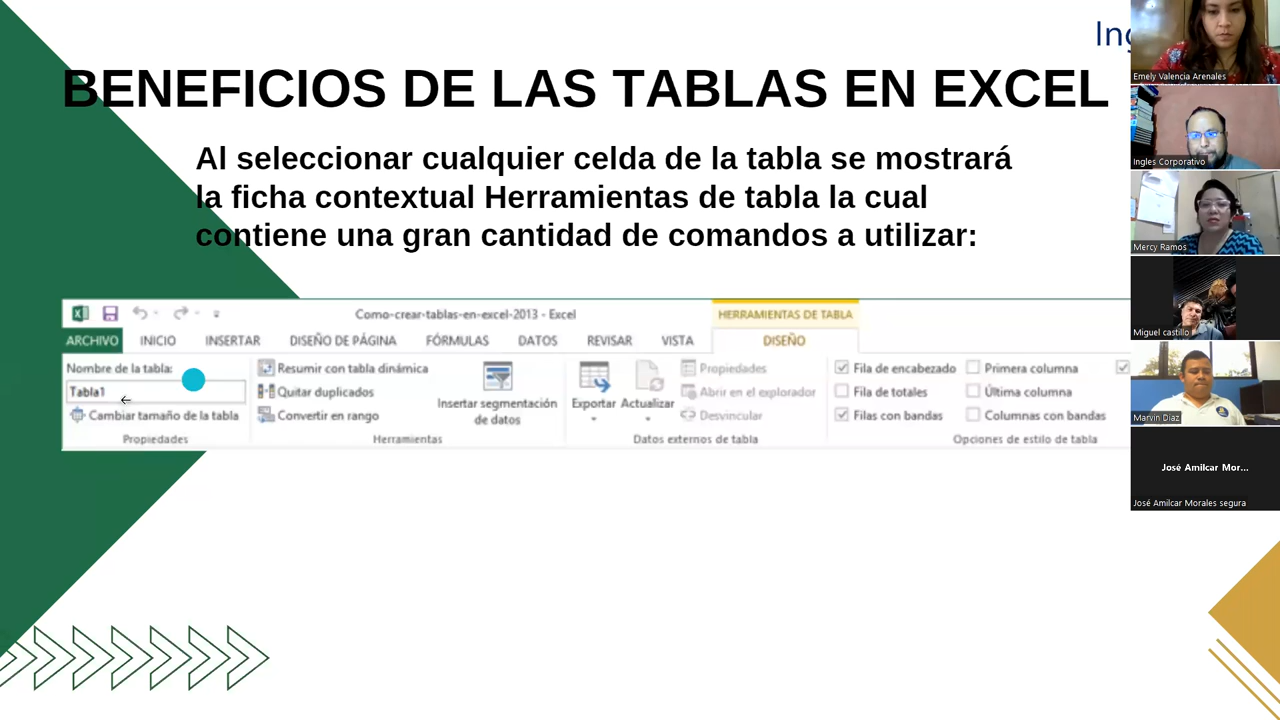 Ing
BENEFICIOS DE LAS TABLAS EN EXCEL
Al seleccionar cualquier celda de la tabla se mostrará
la ficha contextual Herramientas de tabla la cual
contiene una gran cantidad de comandos a utilizar:
Como-crear-tablas-en-excel-2013 - Excel
HERRAMIENTAS DE TABLA
ARCHIVO INICIO INSERTAR DISEÑO DE PÁGINA FÓRMULAS DATOS REVISAR VISTA DISEÑO
Nombre de la tabla:
Tabla1
Cambiar tamaño de la tabla
Propiedades
Resumir con tabla dinámica
Quitar duplicados
Convertir en rango
Insertar segmentación
de datos
Herramientas
Exportar
Actualizar
Propiedades
Abrir en el explorador
Desvincular
Datos externos de tabla
Fila de encabezado
Fila de totales
Filas con bandas
Primera columna
Última columna
Columnas con bandas
Opciones de estilo de tabla
Emely Valencia Arenales
Ingles Corporativo
Mercy Ramos
Miguel castillo
Marvin Diaz
José Amilcar Mor...
José Amilcar Morales segura